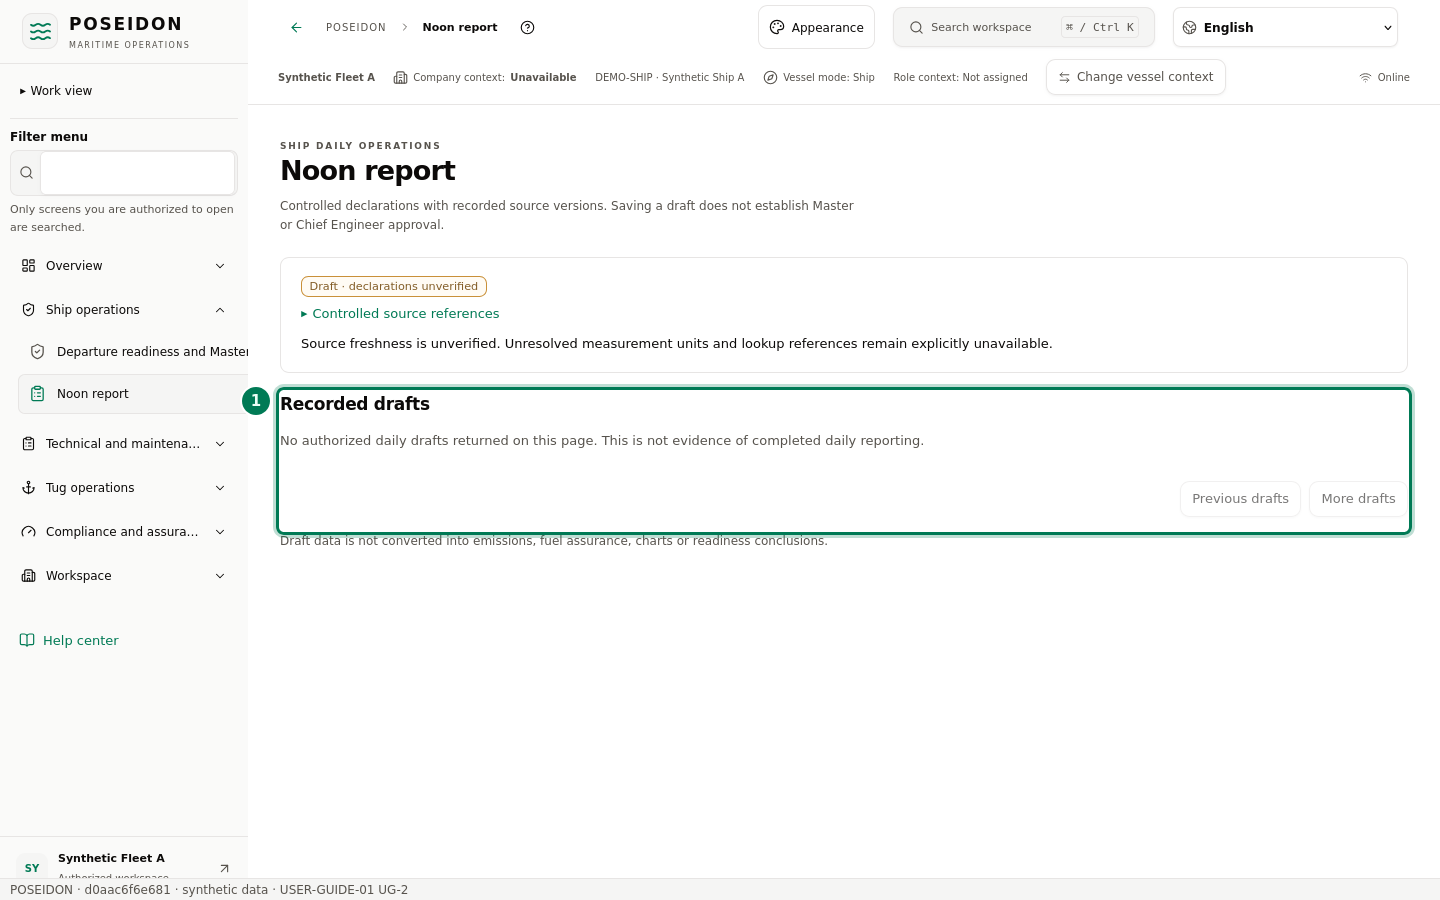 POSEIDON
MARITIME OPERATIONS
Work view
Filter menu
Only screens you are authorized to open
are searched.
Overview
Ship operations
Departure readiness and Master
Noon report
Technical and maintena…
Tug operations
Compliance and assura…
Workspace
Help center
SY
Synthetic Fleet A
Authorized workspace
POSEIDON
Noon report
Appearance
Search workspace
⌘ / Ctrl K
English
Synthetic Fleet A
Company context: Unavailable
DEMO-SHIP · Synthetic Ship A
Vessel mode: Ship
Role context: Not assigned
Change vessel context
Online
SHIP DAILY OPERATIONS
Noon report
Controlled declarations with recorded source versions. Saving a draft does not establish Master
or Chief Engineer approval.
Draft · declarations unverified
Controlled source references
Source freshness is unverified. Unresolved measurement units and lookup references remain explicitly unavailable.
1
Recorded drafts
No authorized daily drafts returned on this page. This is not evidence of completed daily reporting.
Previous drafts
More drafts
Draft data is not converted into emissions, fuel assurance, charts or readiness conclusions.
POSEIDON · d0aac6f6e681 · synthetic data · USER-GUIDE-01 UG-2